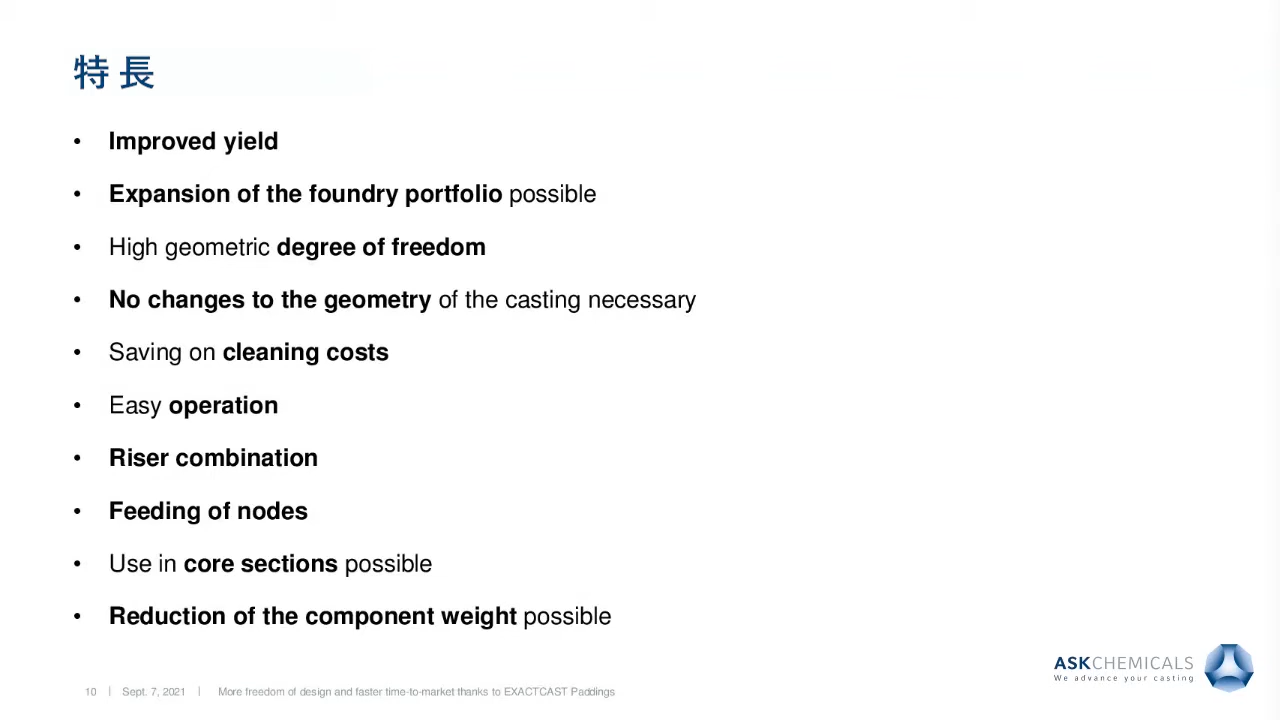 特長
• Improved yield
• Expansion of the foundry portfolio possible
• High geometric degree of freedom
• No changes to the geometry of the casting necessary
• Saving on cleaning costs
• Easy operation
• Riser combination
• Feeding of nodes
• Use in core sections possible
• Reduction of the component weight possible
ASKCHEMICALS
We advance your casting
10 | Sept. 7, 2021 | More freedom of design and faster time-to-market thanks to EXACTCAST Paddings